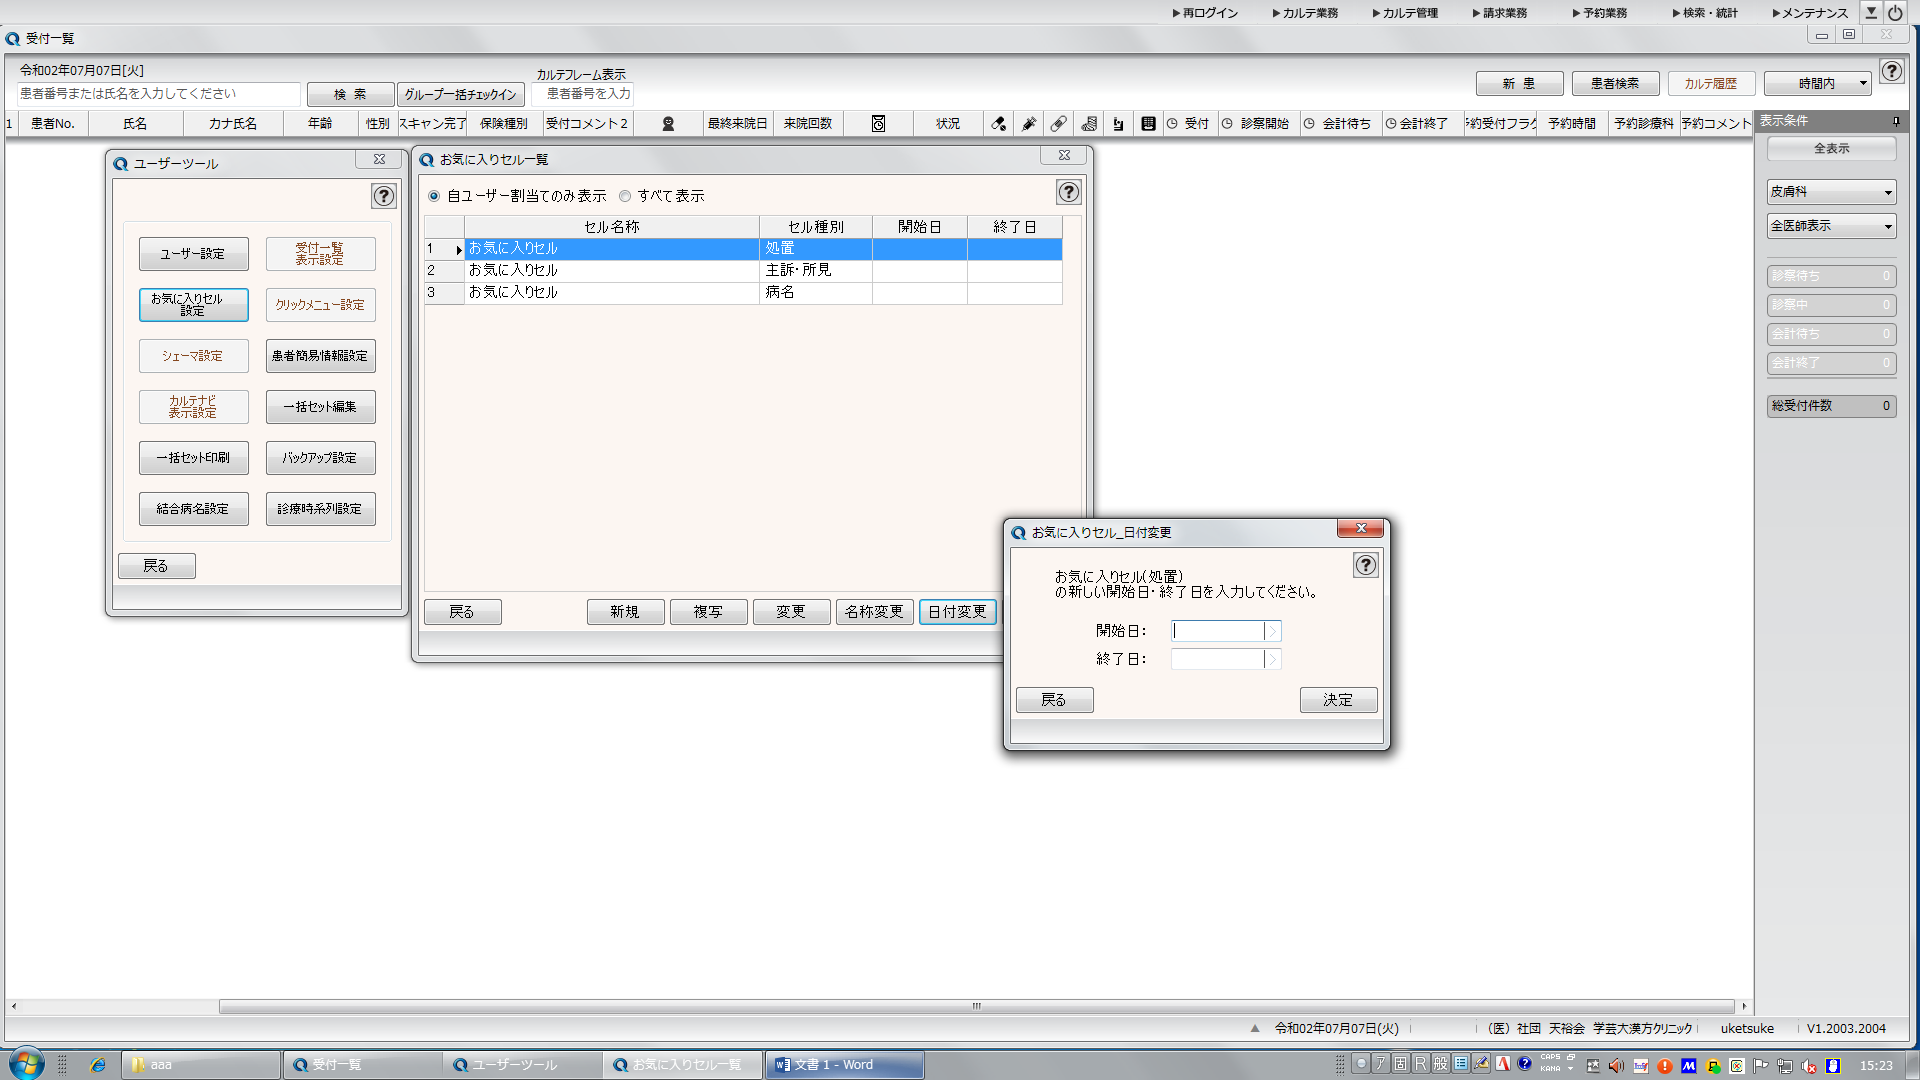 ▶再ログイン ▶カルテ業務 ▶カルテ管理 ▶請求業務 ▶予約業務 ▶検索・統計 ▶メンテナンス
受付一覧
令和02年07月07日[火]
患者番号または氏名を入力してください
検 索
グループ一括チェックイン
カルテフレーム表示
患者番号を入力
新 患
患者検索
カルテ履歴
時間内
1 患者No. 氏名 カナ氏名 年齢 性別 スキャン完了 保険種別 受付コメント2 最終来院日 来院回数 状況 受付 診察開始 会計待ち 会計終了 予約受付フラグ 予約時間 予約診療科 予約コメント
表示条件
全表示
皮膚科
全医師表示
診察待ち 0
診察中 0
会計待ち 0
会計終了 0
総受付件数 0
ユーザーツール
ユーザー設定
受付一覧
表示設定
お気に入りセル
設定
クリックメニュー設定
シェーマ設定
患者簡易情報設定
カルテナビ
表示設定
一括セット編集
一括セット印刷
バックアップ設定
結合病名設定
診療時系列設定
戻る
お気に入りセル一覧
自ユーザー割当てのみ表示 すべて表示
セル名称 セル種別 開始日 終了日
1 お気に入りセル 処置
2 お気に入りセル 主訴・所見
3 お気に入りセル 病名
戻る 新規 複写 変更 名称変更 日付変更
お気に入りセル_日付変更
お気に入りセル(処置)
の新しい開始日・終了日を入力してください。
開始日：
終了日：
戻る 決定
令和02年07月07日(火) （医）社団 天裕会 学芸大漢方クリニック uketsuke V1.2003.2004
aaa 受付一覧 ユーザーツール お気に入りセル一覧 文書 1 - Word
ア 固 R 般 CAPS
KANA
15:23